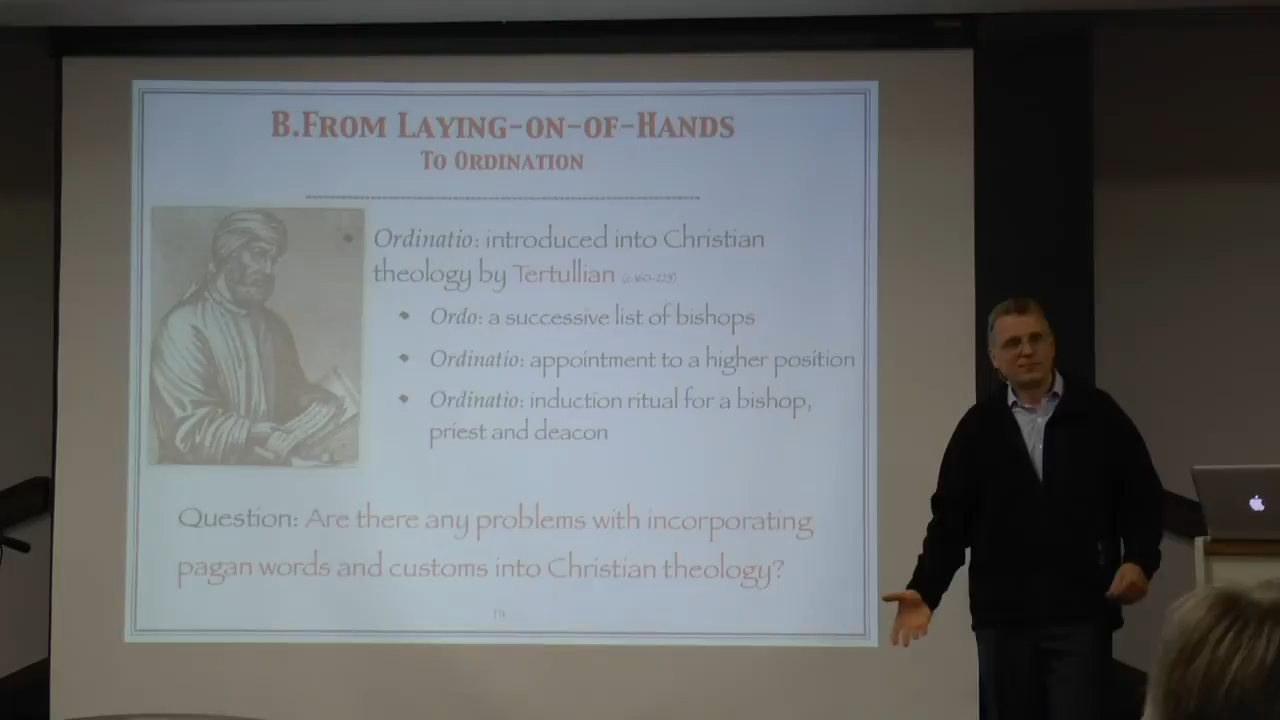 B.From Laying-on-of-Hands
To Ordination
• Ordinatio: introduced into Christian
theology by Tertullian (c.160-225)
• Ordo: a successive list of bishops
• Ordinatio: appointment to a higher position
• Ordinatio: induction ritual for a bishop,
priest and deacon
Question: Are there any problems with incorporating
pagan words and customs into Christian theology?